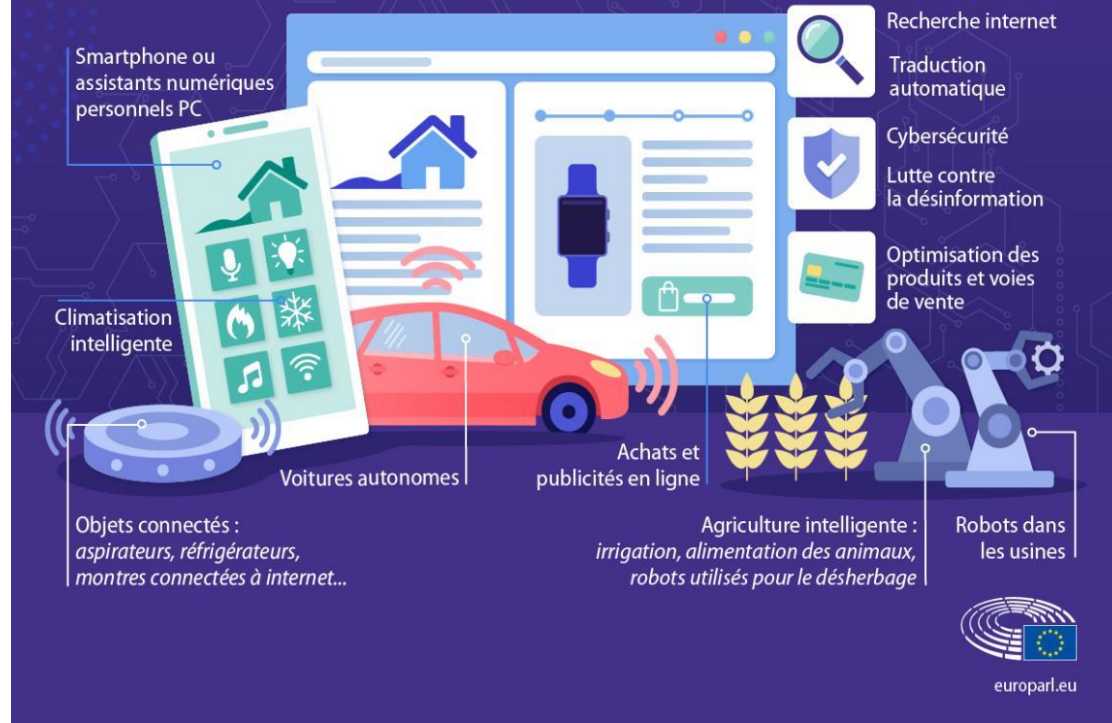 Smartphone ou
assistants numériques
personnels PC
Climatisation
intelligente
Recherche internet
Traduction
automatique
Cybersécurité
Lutte contre
la désinformation
Optimisation des
produits et voies
de vente
Voitures autonomes
Achats et
publicités en ligne
Objets connectés :
aspirateurs, réfrigérateurs,
montres connectées à internet...
Agriculture intelligente :
irrigation, alimentation des animaux,
robots utilisés pour le désherbage
Robots dans
les usines
europarl.eu